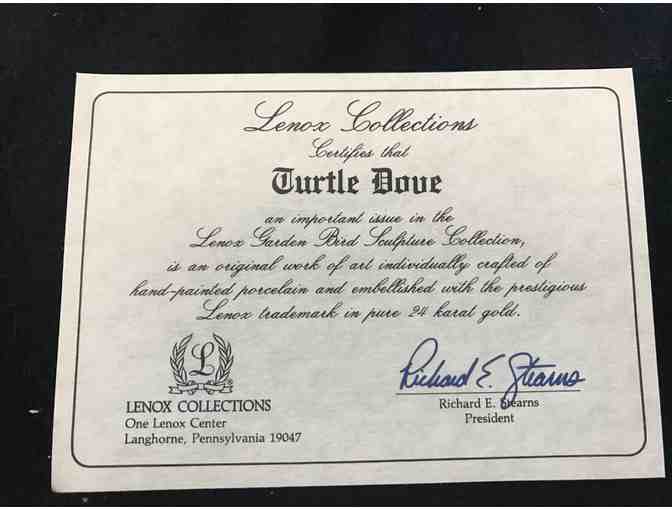 Lenox Collections
Certifies that
Turtle Dove
an important issue in the
Lenox Garden Bird Sculpture Collection,
is an original work of art individually crafted of
hand-painted porcelain and embellished with the prestigious
Lenox trademark in pure 24 karat gold.
L
LENOX COLLECTIONS
One Lenox Center
Langhorne, Pennsylvania 19047
Richard E. Stearns
Richard E. Stearns
President